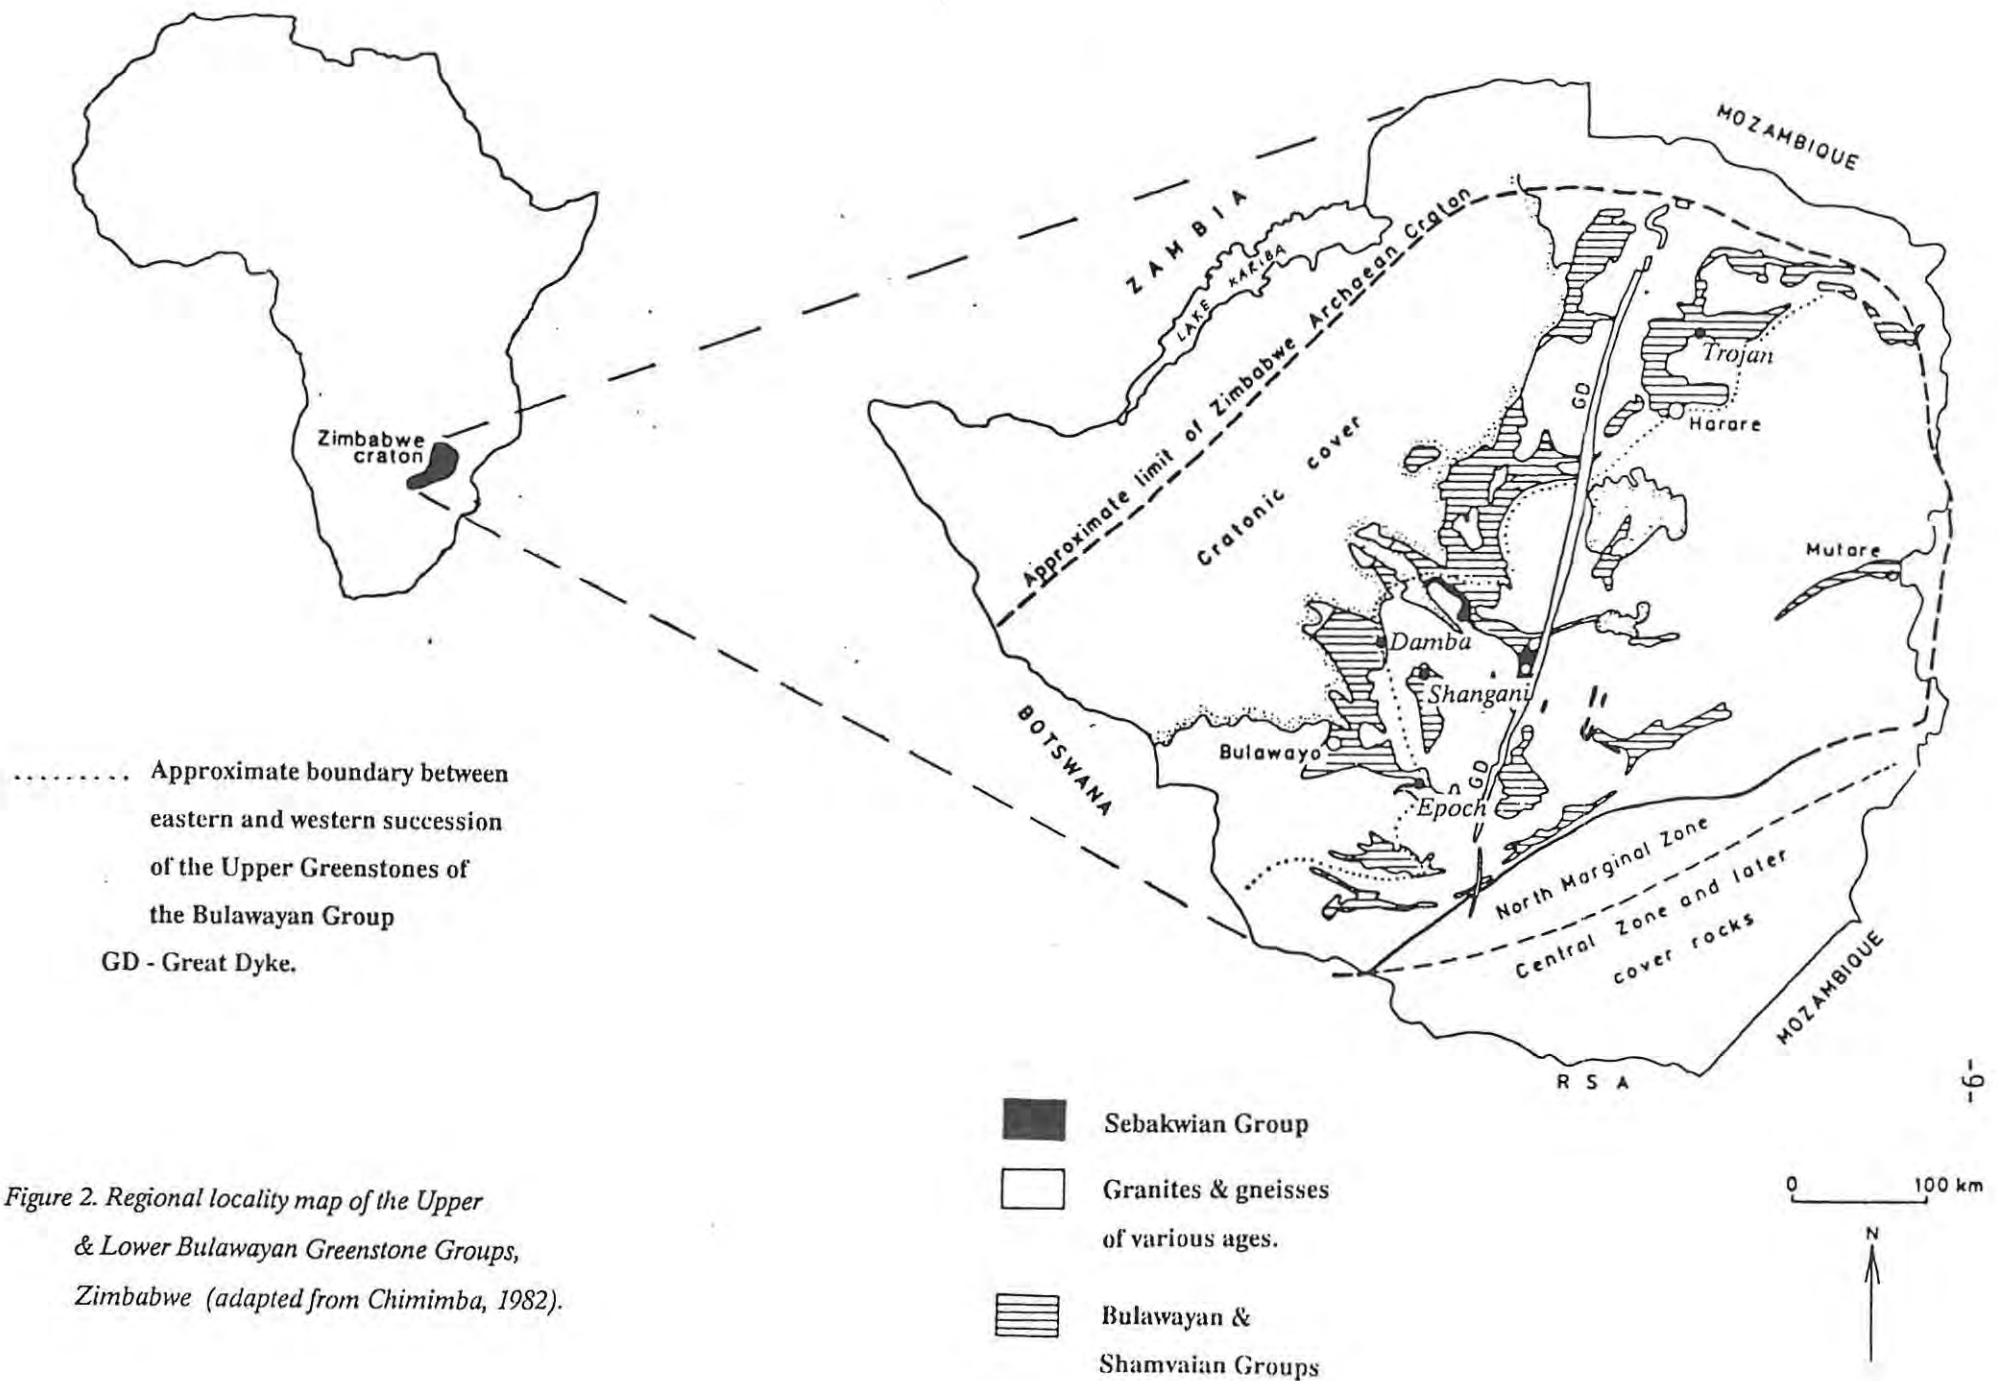 Zimbabwe
craton
MOZAMBIQUE
ZAMBIA
LAKE KARIBA
Approximate limit of Zimbabwe Archaean Craton
Cratonic cover
GD
Trojan
Harare
Mutare
Damba
Shangani
Bulawayo
GD
Epoch
BOTSWANA
North Marginal Zone
Central Zone and later
cover rocks
MOZAMBIQUE
RSA
......... Approximate boundary between
eastern and western succession
of the Upper Greenstones of
the Bulawayan Group
GD - Great Dyke.
Sebakwian Group
Granites & gneisses
of various ages.
Bulawayan &
Shamvaian Groups
0 100 km
N
-6-
Figure 2. Regional locality map of the Upper
& Lower Bulawayan Greenstone Groups,
Zimbabwe (adapted from Chimimba, 1982).